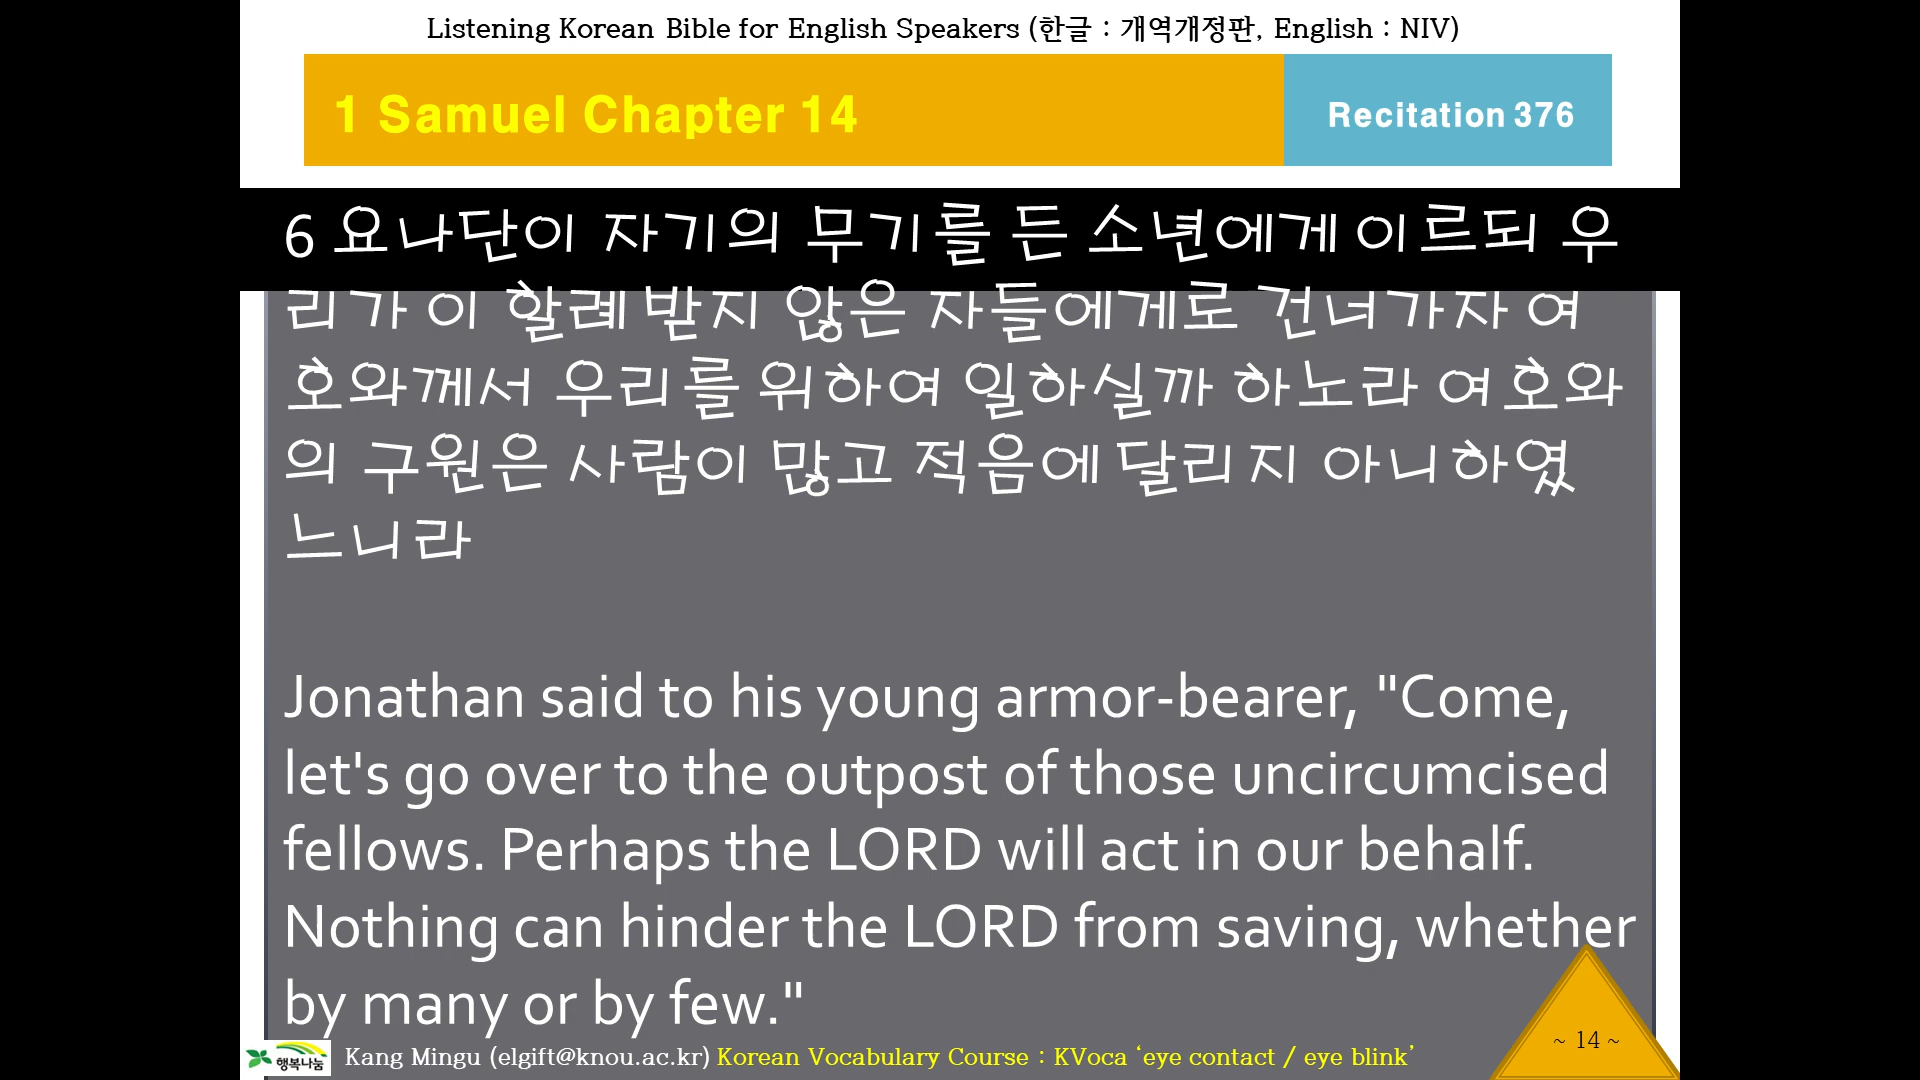 Listening Korean Bible for English Speakers (한글 : 개역개정판, English : NIV)
1 Samuel Chapter 14
Recitation 376
6 요나단이 자기의 무기를 든 소년에게 이르되 우
리가 이 할례 받지 않은 자들에게로 건너가자 여
호와께서 우리를 위하여 일하실까 하노라 여호와
의 구원은 사람이 많고 적음에 달리지 아니하였
느니라
Jonathan said to his young armor-bearer, "Come,
let's go over to the outpost of those uncircumcised
fellows. Perhaps the LORD will act in our behalf.
Nothing can hinder the LORD from saving, whether
by many or by few."
~ 14 ~
행복나눔
Kang Mingu (elgift@knou.ac.kr) Korean Vocabulary Course : KVoca ‘eye contact / eye blink’